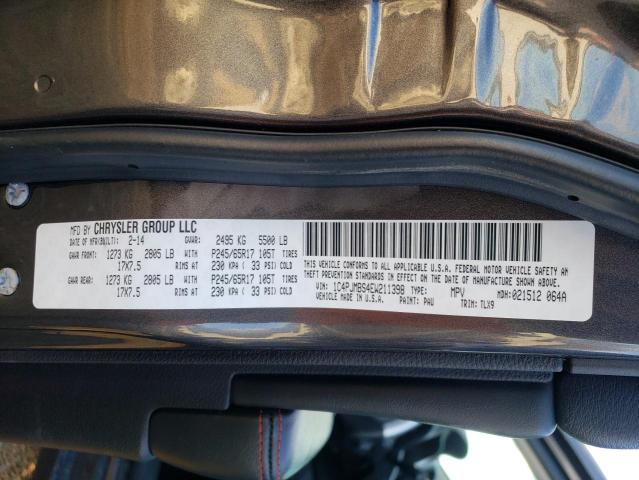 MFD BY CHRYSLER GROUP LLC
DATE OF MFR(BUILT): 2-14 GVWR: 2495 KG 5500 LB
GAWR FRONT: 1273 KG 2805 LB P245/65R17 105T TIRES
17X7.5 RIMS AT 230 KPA ( 33 PSI) COLD
GAWR REAR: 1273 KG 2805 LB P245/65R17 105T TIRES
17X7.5 RIMS AT 230 KPA ( 33 PSI) COLD
THIS VEHICLE CONFORMS TO ALL APPLICABLE U.S.A. FEDERAL MOTOR VEHICLE SAFETY AN
THEFT PREVENTION STANDARDS IN EFFECT ON THE DATE OF MANUFACTURE SHOWN ABOVE.
VEHICLE MADE IN U.S.A.
VIN: 1C4PJMBS4EW211398 TYPE: MPV MDH: 021512 064A
PAINT: PAU TRIM: TLX9